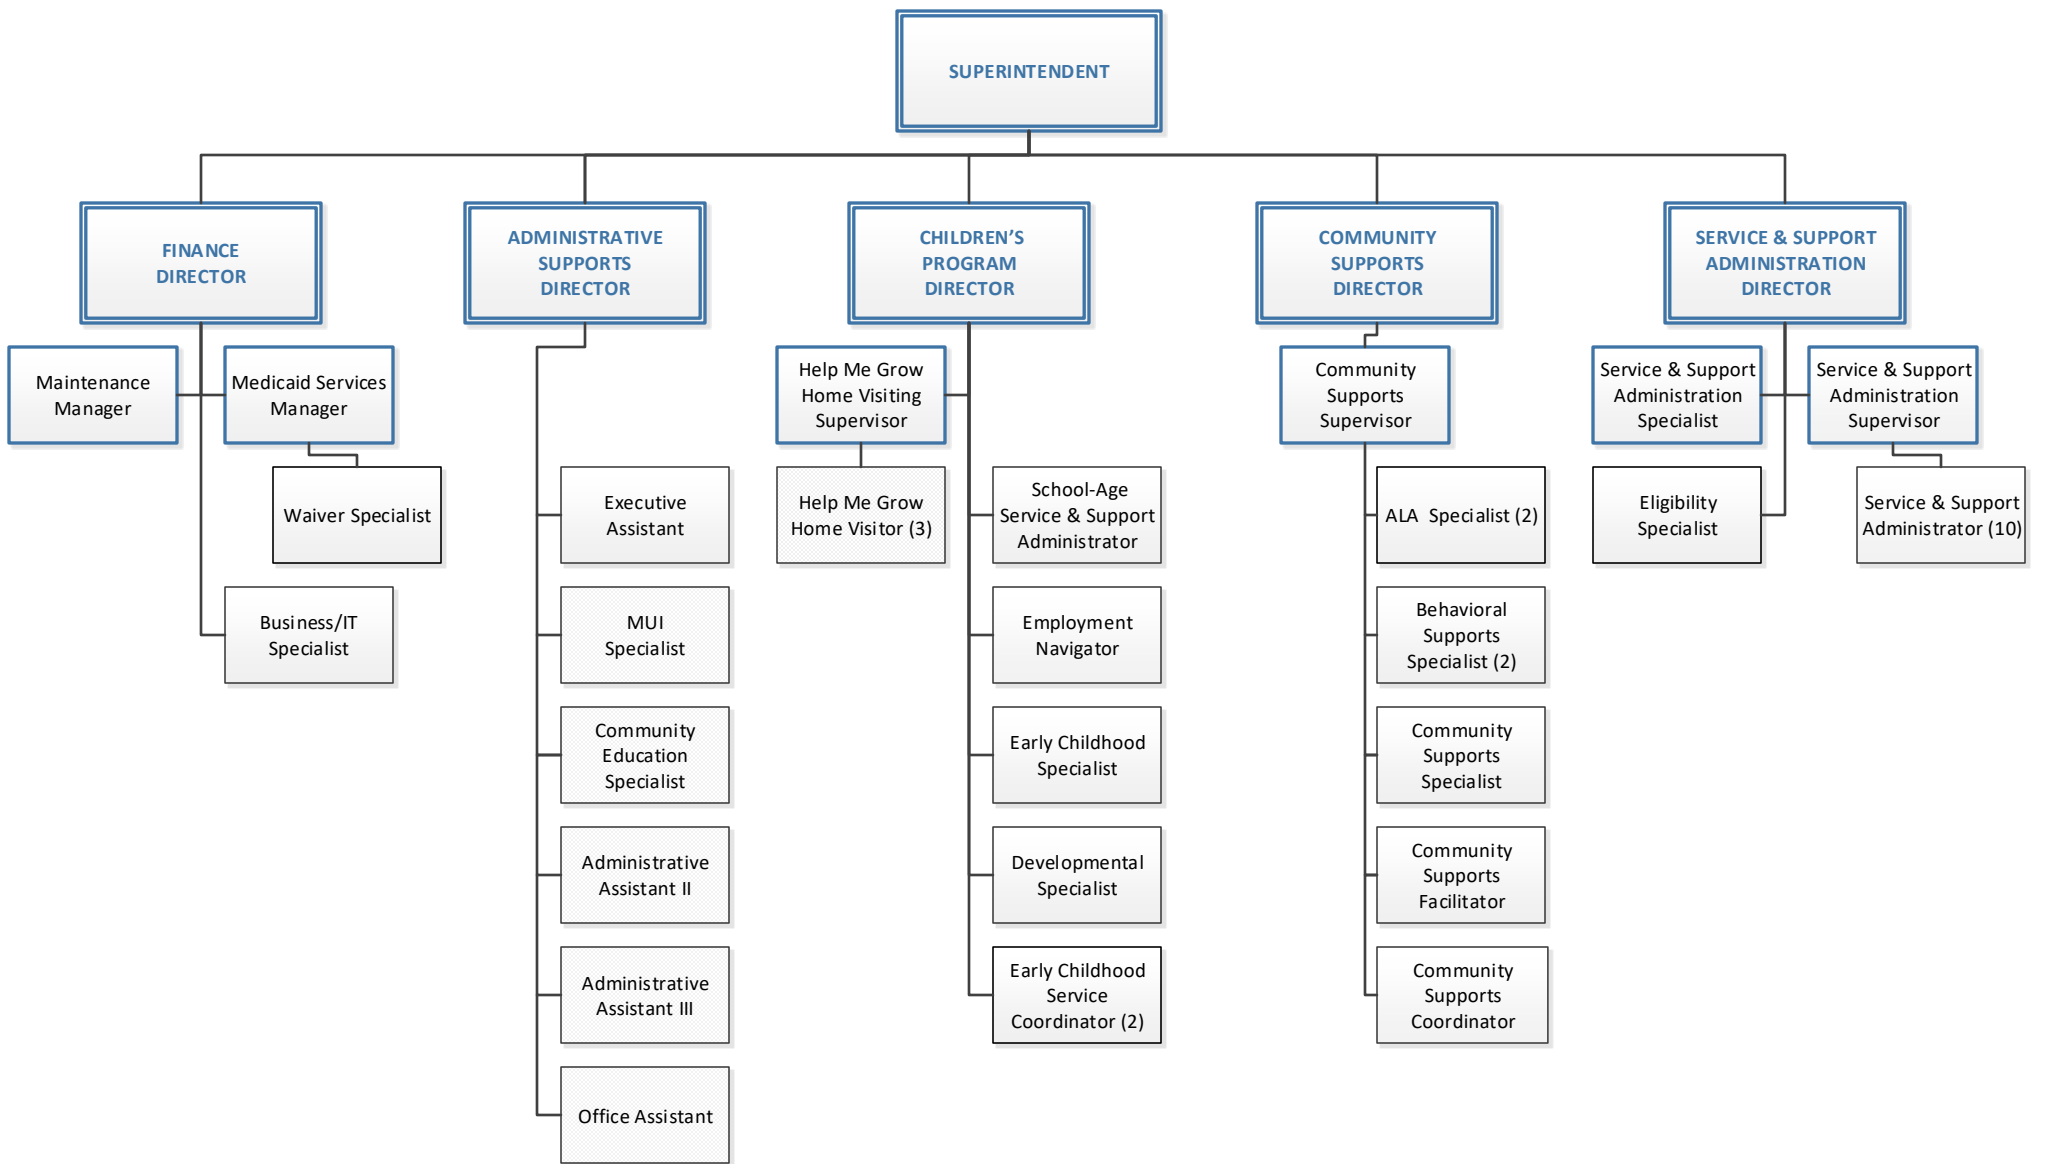 SUPERINTENDENT
FINANCE
DIRECTOR
ADMINISTRATIVE
SUPPORTS
DIRECTOR
CHILDREN’S
PROGRAM
DIRECTOR
COMMUNITY
SUPPORTS
DIRECTOR
SERVICE & SUPPORT
ADMINISTRATION
DIRECTOR
Maintenance
Manager
Medicaid Services
Manager
Waiver Specialist
Business/IT
Specialist
Executive
Assistant
MUI
Specialist
Community
Education
Specialist
Administrative
Assistant II
Administrative
Assistant III
Office Assistant
Help Me Grow
Home Visiting
Supervisor
Help Me Grow
Home Visitor (3)
School-Age
Service & Support
Administrator
Employment
Navigator
Early Childhood
Specialist
Developmental
Specialist
Early Childhood
Service
Coordinator (2)
Community
Supports
Supervisor
ALA  Specialist (2)
Behavioral
Supports
Specialist (2)
Community
Supports
Specialist
Community
Supports
Facilitator
Community
Supports
Coordinator
Service & Support
Administration
Specialist
Service & Support
Administration
Supervisor
Eligibility
Specialist
Service & Support
Administrator (10)